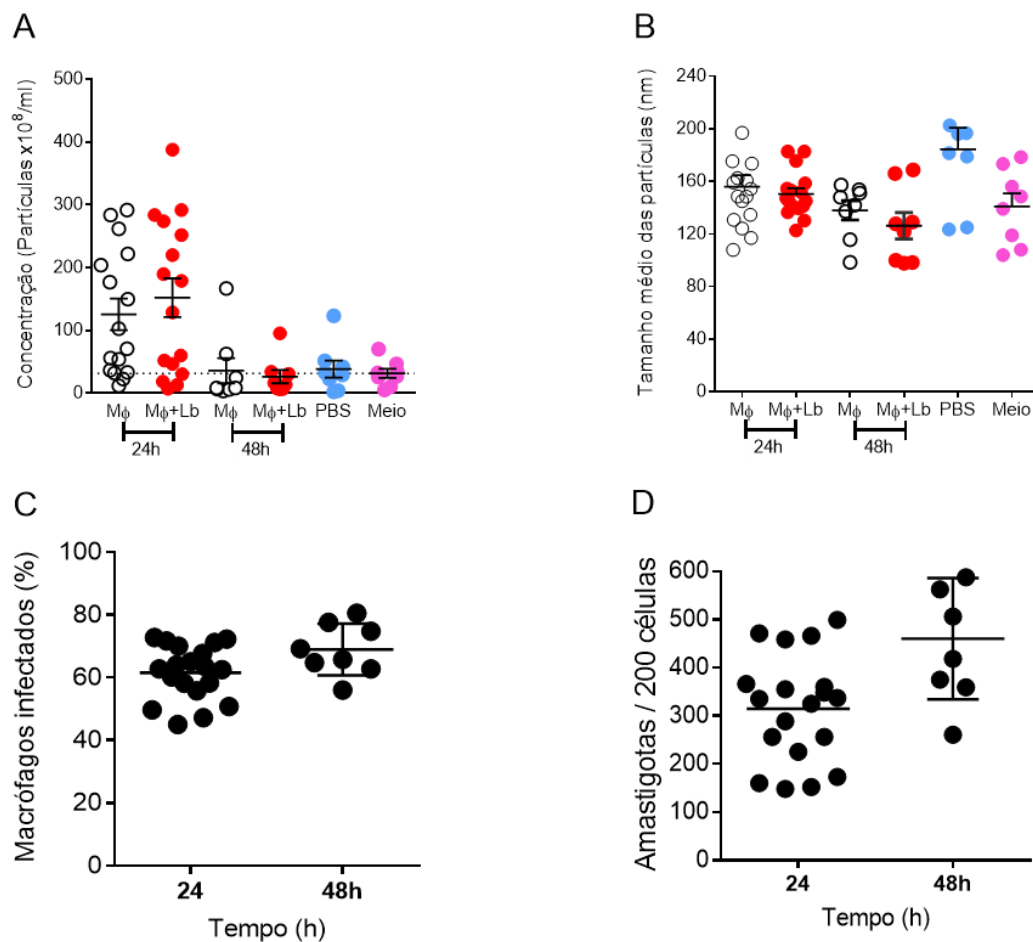 A
Concentração (Partículas x10⁸/ml)
500
400
300
200
100
0
Mϕ Mϕ+Lb Mϕ Mϕ+Lb PBS Meio
24h 48h
B
Tamanho médio das partículas (nm)
240
200
160
120
80
40
0
Mϕ Mϕ+Lb Mϕ Mϕ+Lb PBS Meio
24h 48h
C
Macrófagos infectados (%)
100
80
60
40
20
0
24 48h
Tempo (h)
D
Amastigotas / 200 células
600
500
400
300
200
100
0
24 48h
Tempo (h)